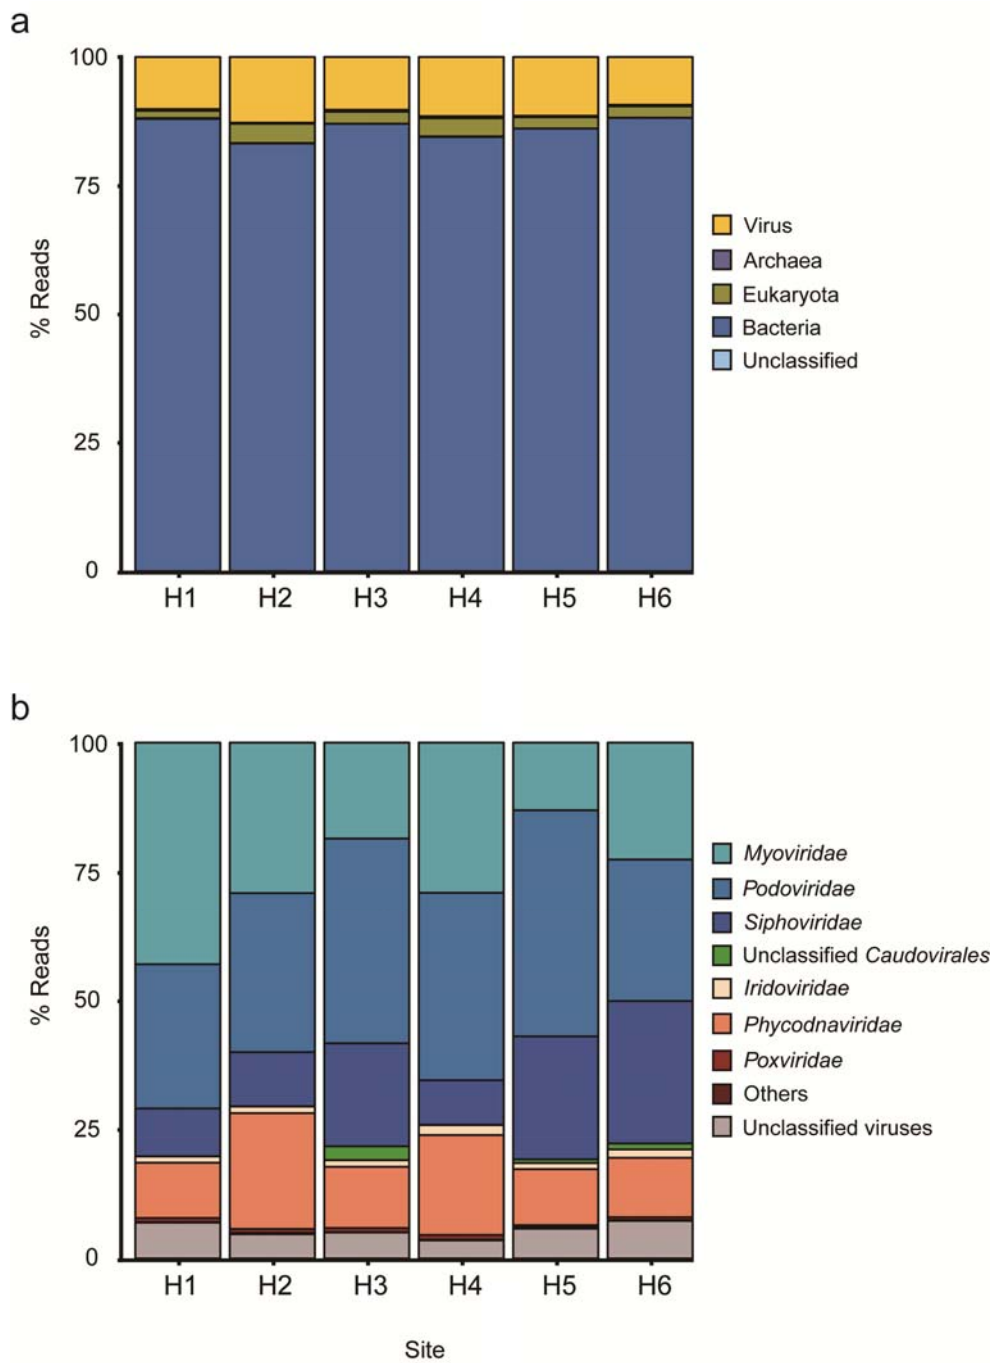 a
100
75
50
25
0
% Reads
H1 H2 H3 H4 H5 H6
Virus
Archaea
Eukaryota
Bacteria
Unclassified
b
100
75
50
25
0
% Reads
H1 H2 H3 H4 H5 H6
Site
Myoviridae
Podoviridae
Siphoviridae
Unclassified Caudovirales
Iridoviridae
Phycodnaviridae
Poxviridae
Others
Unclassified viruses